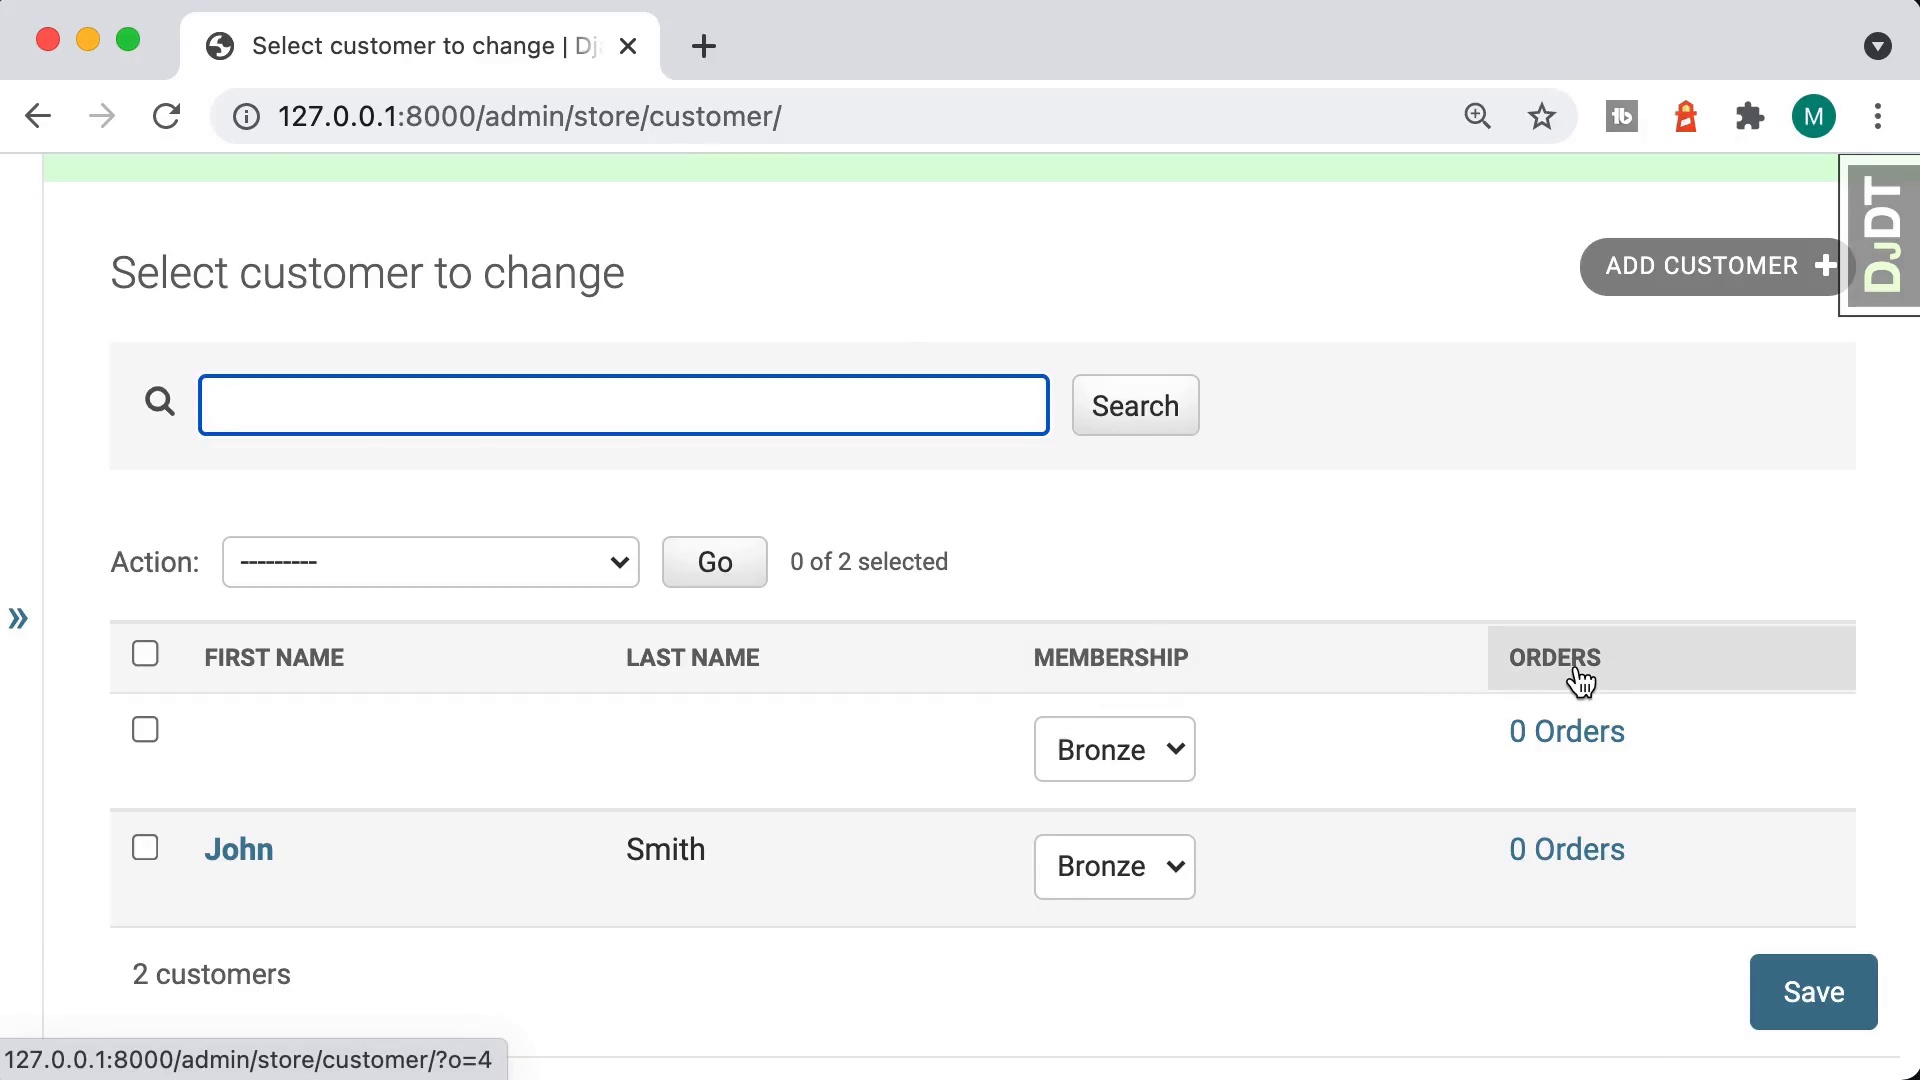 Select customer to change | Dj
127.0.0.1:8000/admin/store/customer/
M
DJDT
Select customer to change
ADD CUSTOMER +
Search
Action: --------- Go 0 of 2 selected
FIRST NAME LAST NAME MEMBERSHIP ORDERS
Bronze 0 Orders
John Smith Bronze 0 Orders
2 customers
Save
127.0.0.1:8000/admin/store/customer/?o=4